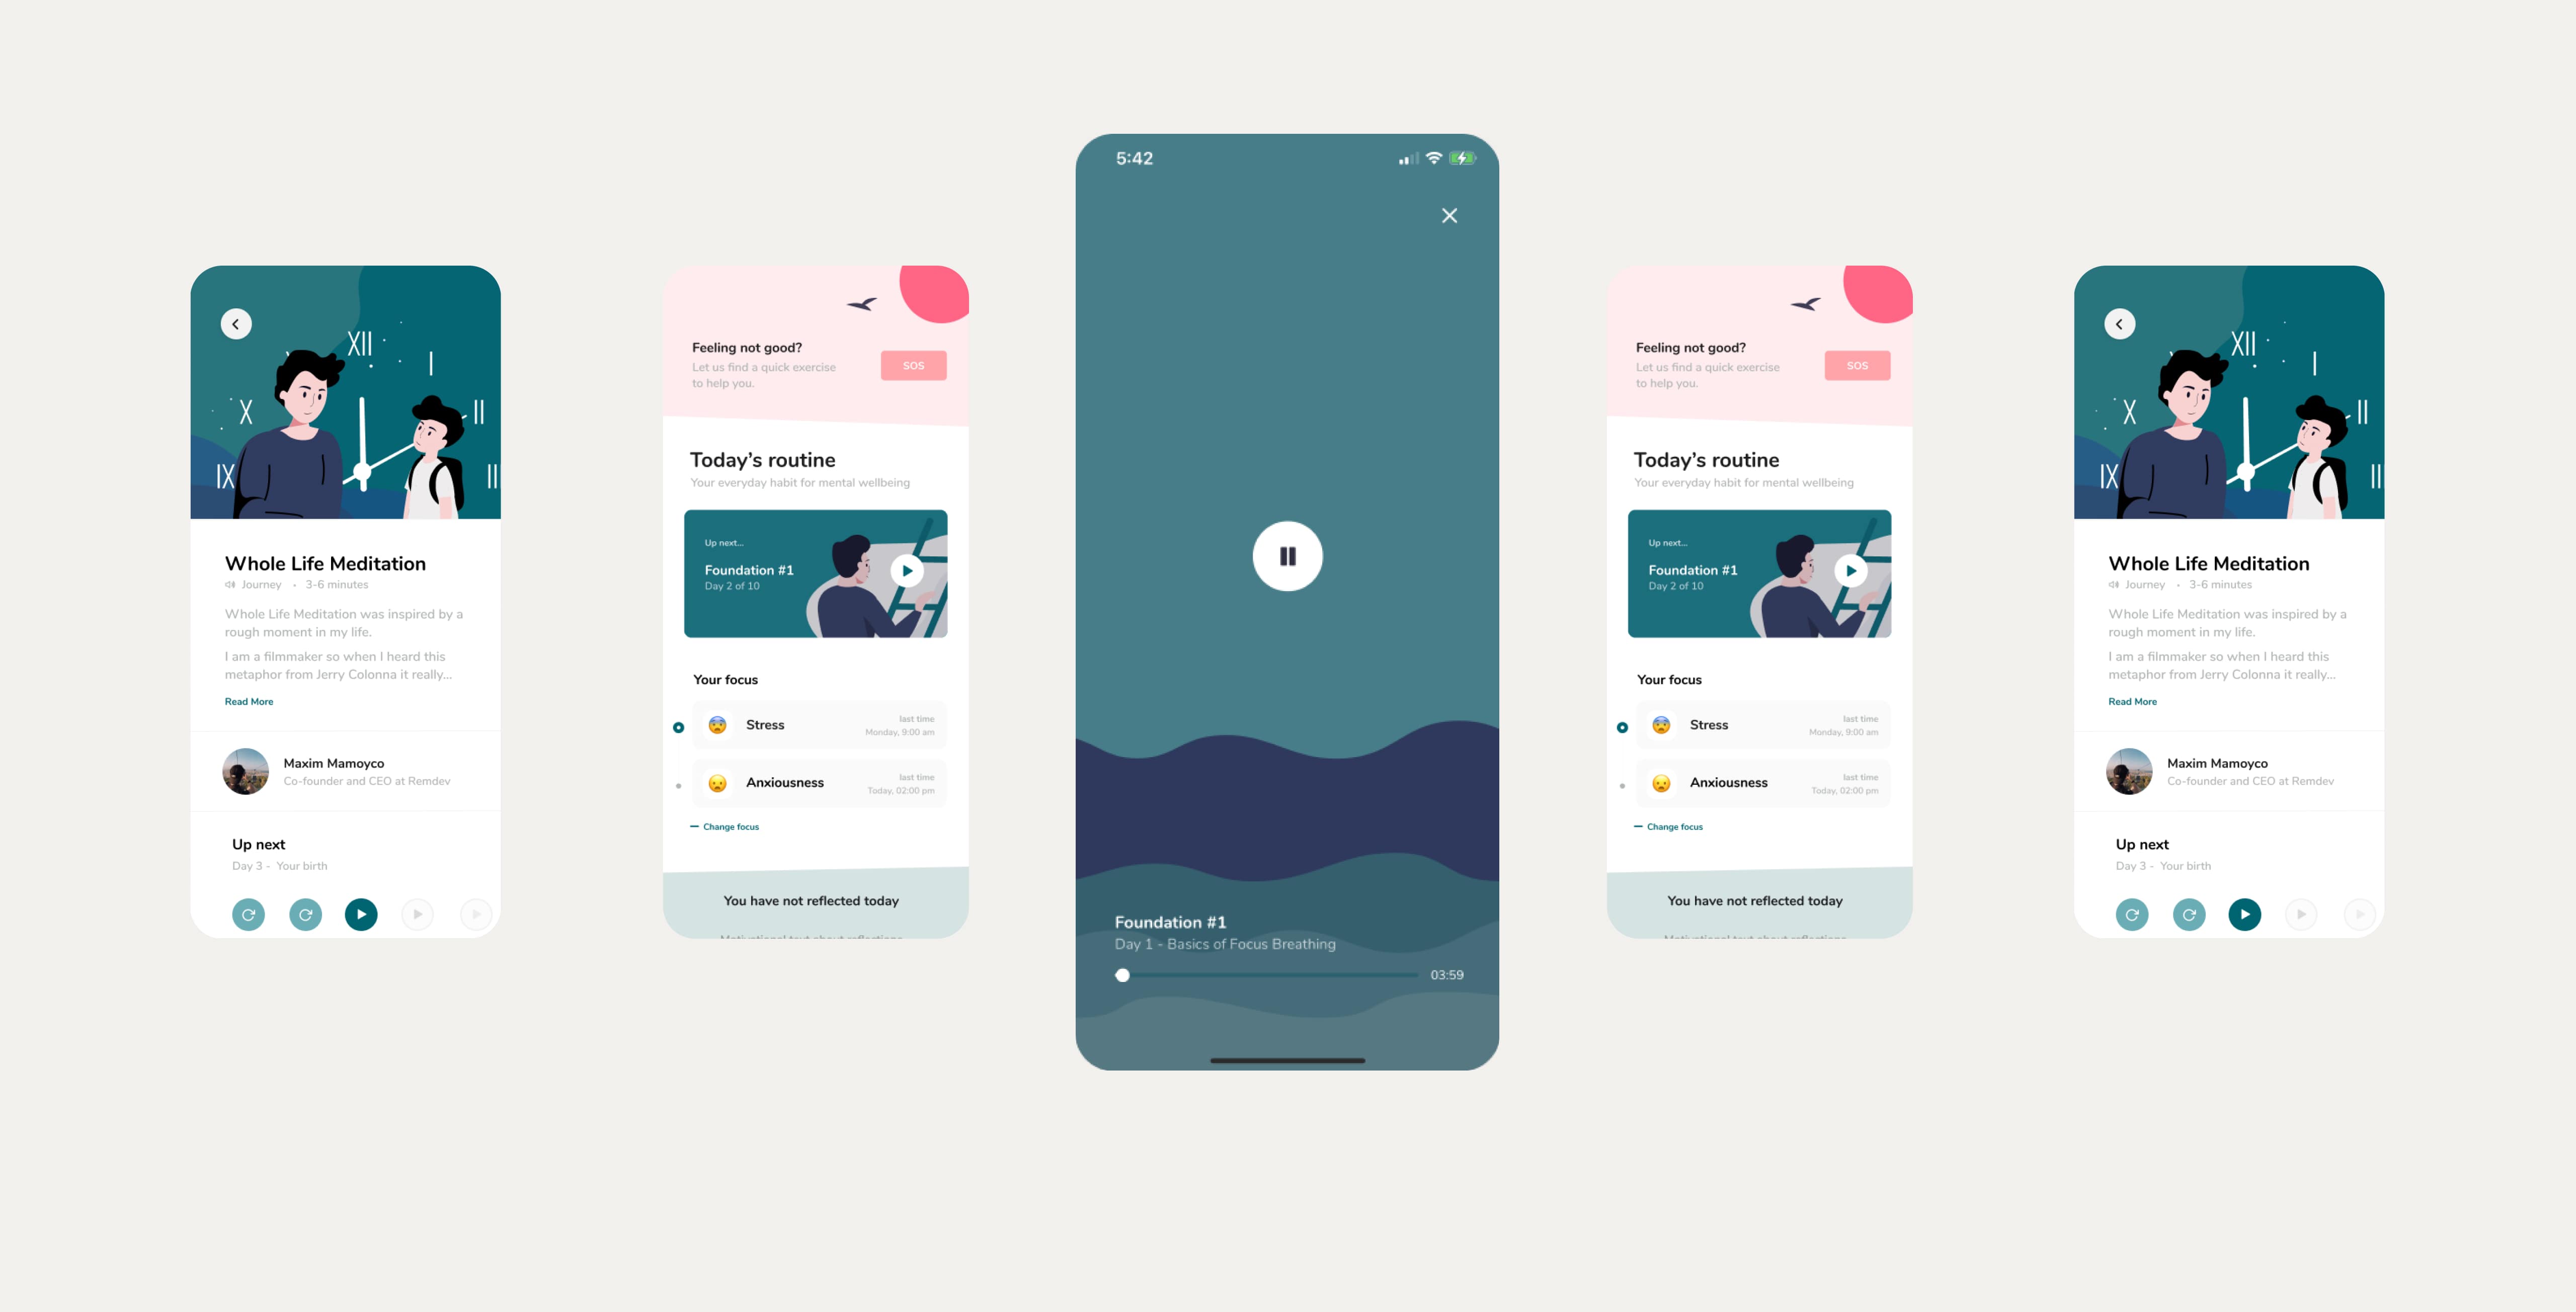 XII
I
X
II
IX
II
Whole Life Meditation
Journey • 3-6 minutes
Whole Life Meditation was inspired by a
rough moment in my life.
I am a filmmaker so when I heard this
metaphor from Jerry Colonna it really...
Read More
Maxim Mamoyco
Co-founder and CEO at Remdev
Up next
Day 3 - Your birth
Feeling not good?
Let us find a quick exercise
to help you.
SOS
Today's routine
Your everyday habit for mental wellbeing
Up next...
Foundation #1
Day 2 of 10
Your focus
Stress
last time
Monday, 9:00 am
Anxiousness
last time
Today, 02:00 pm
Change focus
You have not reflected today
Motivational text about reflections
5:42
Foundation #1
Day 1 - Basics of Focus Breathing
03:59
Feeling not good?
Let us find a quick exercise
to help you.
SOS
Today's routine
Your everyday habit for mental wellbeing
Up next...
Foundation #1
Day 2 of 10
Your focus
Stress
last time
Monday, 9:00 am
Anxiousness
last time
Today, 02:00 pm
Change focus
You have not reflected today
Motivational text about reflections
XII
I
X
II
IX
II
Whole Life Meditation
Journey • 3-6 minutes
Whole Life Meditation was inspired by a
rough moment in my life.
I am a filmmaker so when I heard this
metaphor from Jerry Colonna it really...
Read More
Maxim Mamoyco
Co-founder and CEO at Remdev
Up next
Day 3 - Your birth